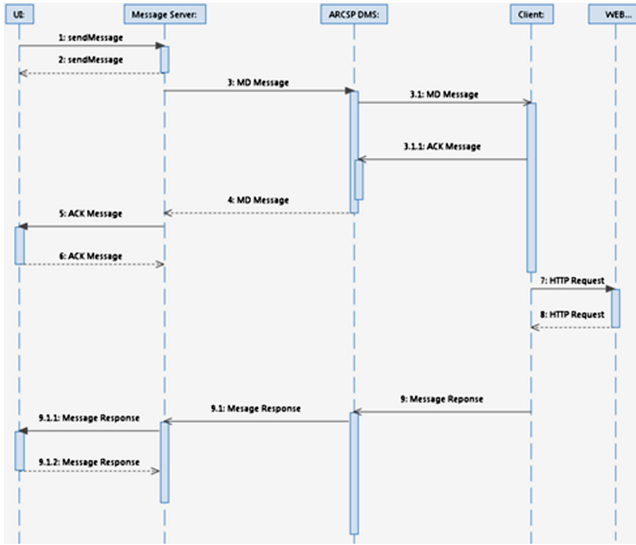 UI:
Message Server:
ARCSP DMS:
Client:
WEB...
1: sendMessage
2: sendMessage
3: MD Message
3.1: MD Message
3.1.1: ACK Message
4: MD Message
5: ACK Message
6: ACK Message
7: HTTP Request
8: HTTP Request
9: Message Reponse
9.1: Mesage Response
9.1.1: Message Response
9.1.2: Message Response